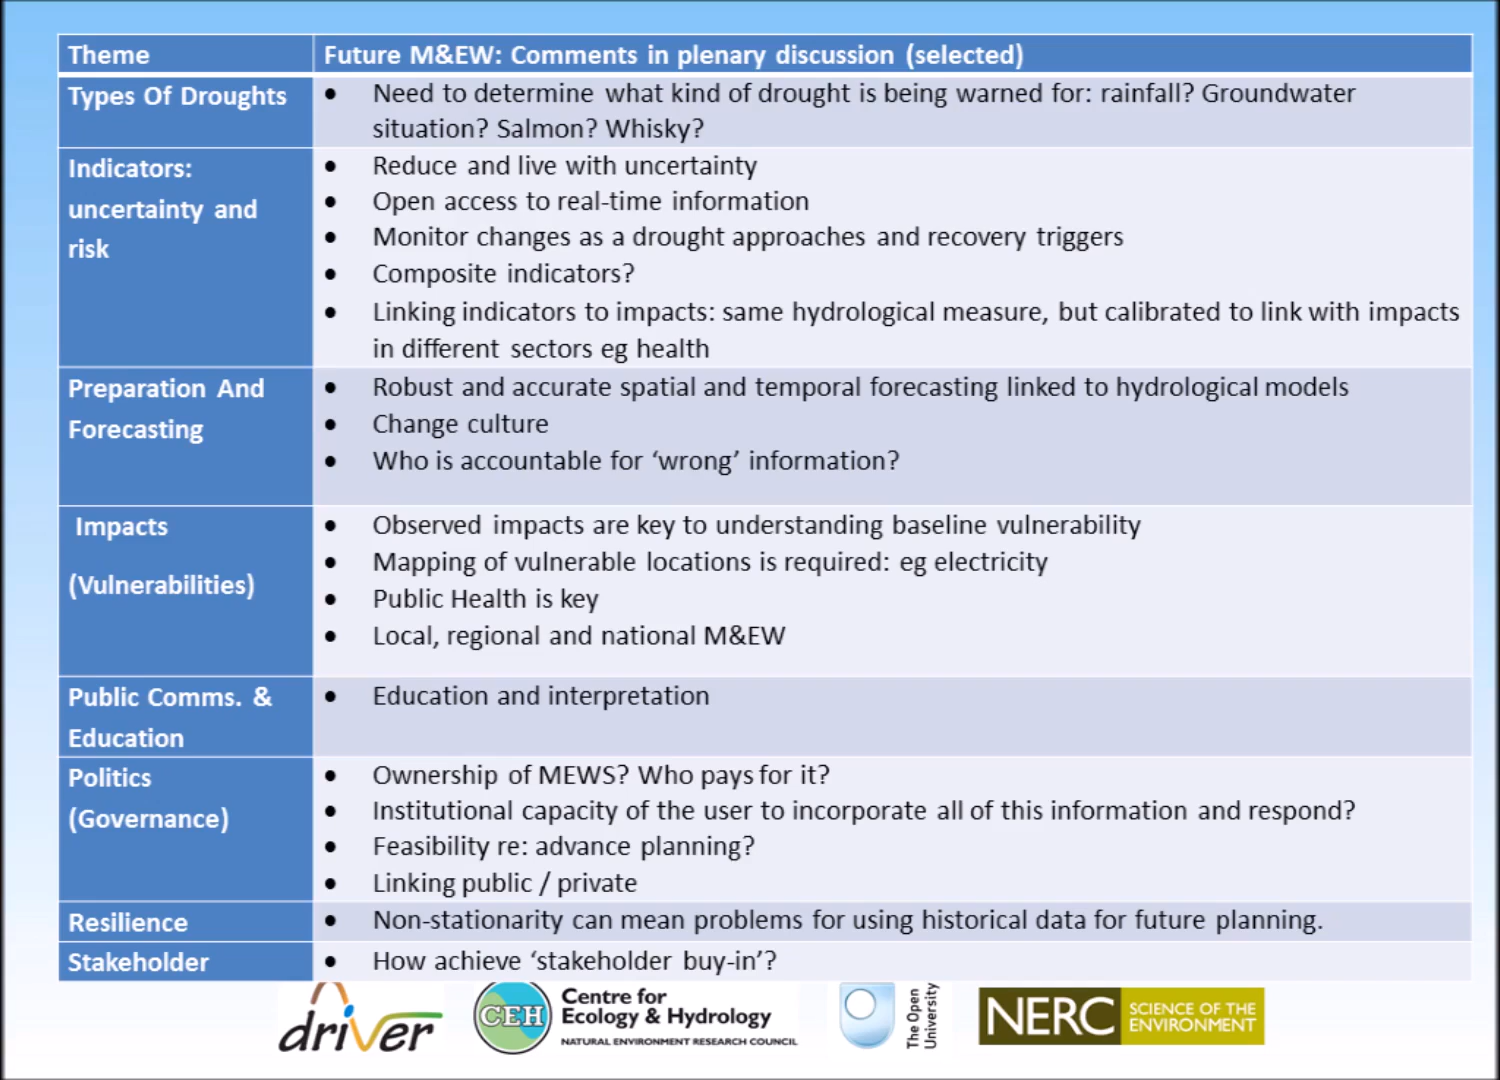 Theme
Future M&EW: Comments in plenary discussion (selected)
Types Of Droughts
• Need to determine what kind of drought is being warned for: rainfall? Groundwater
situation? Salmon? Whisky?
Indicators:
uncertainty and
risk
• Reduce and live with uncertainty
• Open access to real-time information
• Monitor changes as a drought approaches and recovery triggers
• Composite indicators?
• Linking indicators to impacts: same hydrological measure, but calibrated to link with impacts
in different sectors eg health
Preparation And
Forecasting
• Robust and accurate spatial and temporal forecasting linked to hydrological models
• Change culture
• Who is accountable for ‘wrong’ information?
Impacts
(Vulnerabilities)
• Observed impacts are key to understanding baseline vulnerability
• Mapping of vulnerable locations is required: eg electricity
• Public Health is key
• Local, regional and national M&EW
Public Comms. &
Education
• Education and interpretation
Politics
(Governance)
• Ownership of MEWS? Who pays for it?
• Institutional capacity of the user to incorporate all of this information and respond?
• Feasibility re: advance planning?
• Linking public / private
Resilience
• Non-stationarity can mean problems for using historical data for future planning.
Stakeholder
• How achieve ‘stakeholder buy-in’?
driver
CEH
Centre for
Ecology & Hydrology
NATURAL ENVIRONMENT RESEARCH COUNCIL
The Open
University
NERC
SCIENCE OF THE
ENVIRONMENT